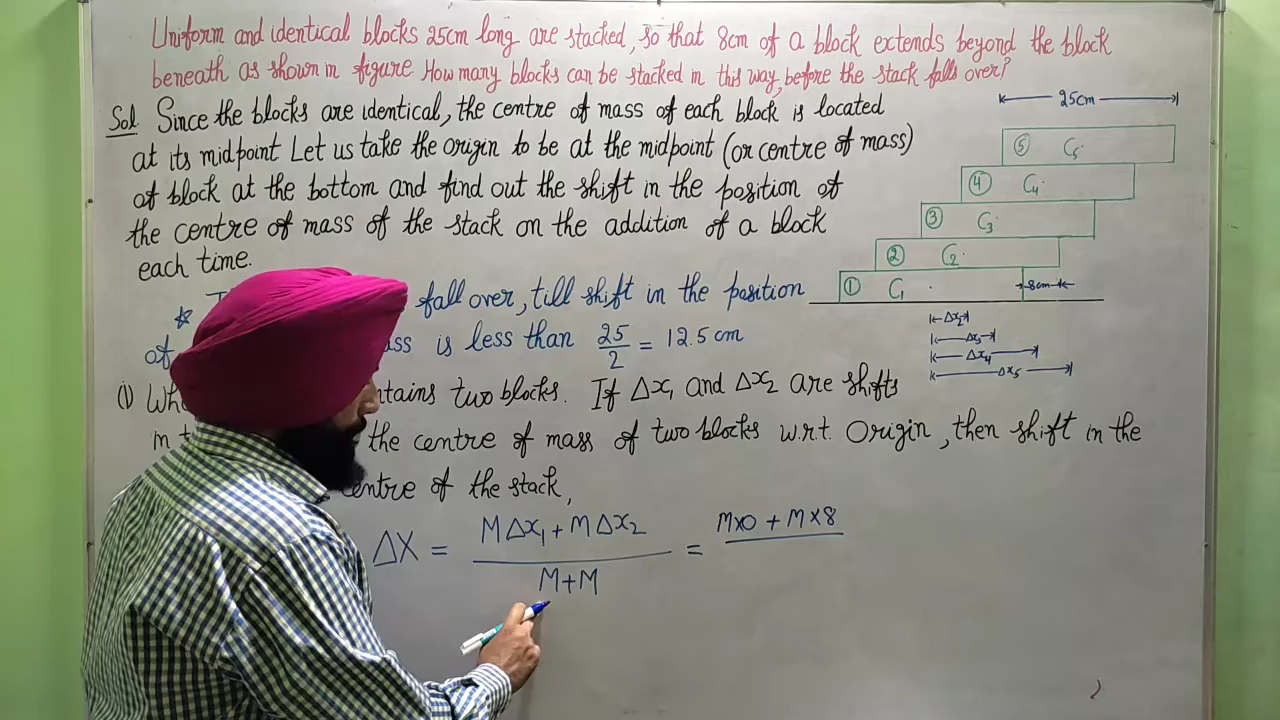 Uniform and identical blocks 25cm long are stacked, so that 8cm of a block extends beyond the block
beneath as shown in figure. How many blocks can be stacked in this way, before the stack falls over?
Sol. Since the blocks are identical, the centre of mass of each block is located
at its midpoint Let us take the origin to be at the midpoint (or centre of mass)
of block at the bottom and find out the shift in the position of
the centre of mass of the stack on the addition of a block
each time.
fall over, till shift in the position
of ass is less than 25/2 = 12.5 cm
(i) Wh ntains two blocks. If Δx₁ and Δx₂ are shifts
in t the centre of mass of two blocks w.r.t. Origin, then shift in the
centre of the stack,
ΔX = MΔx₁ + MΔx₂ / M+M = M×0 + M×8
25cm
⑤ C₅
④ C₄
③ C₃
② C₂
① C₁ 8cm
Δx₂
Δx₃
Δx₄
Δx₅